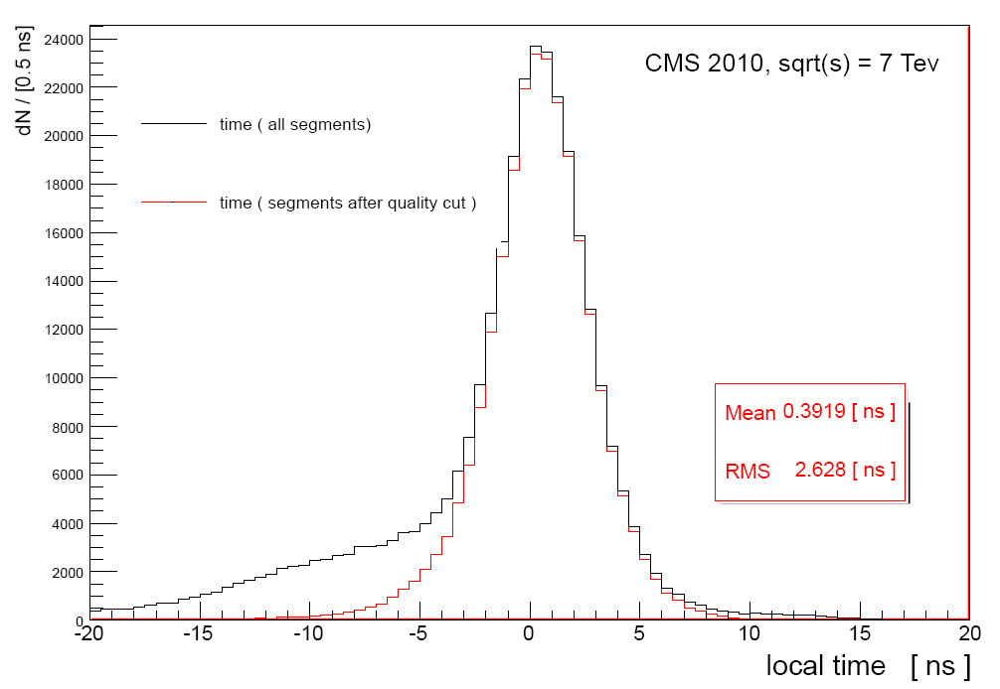 dN / [0.5 ns]
24000
22000
20000
18000
16000
14000
12000
10000
8000
6000
4000
2000
0
CMS 2010, sqrt(s) = 7 Tev
time ( all segments)
time ( segments after quality cut )
Mean 0.3919 [ ns ]
RMS 2.628 [ ns ]
-20 -15 -10 -5 0 5 10 15 20
local time [ ns ]